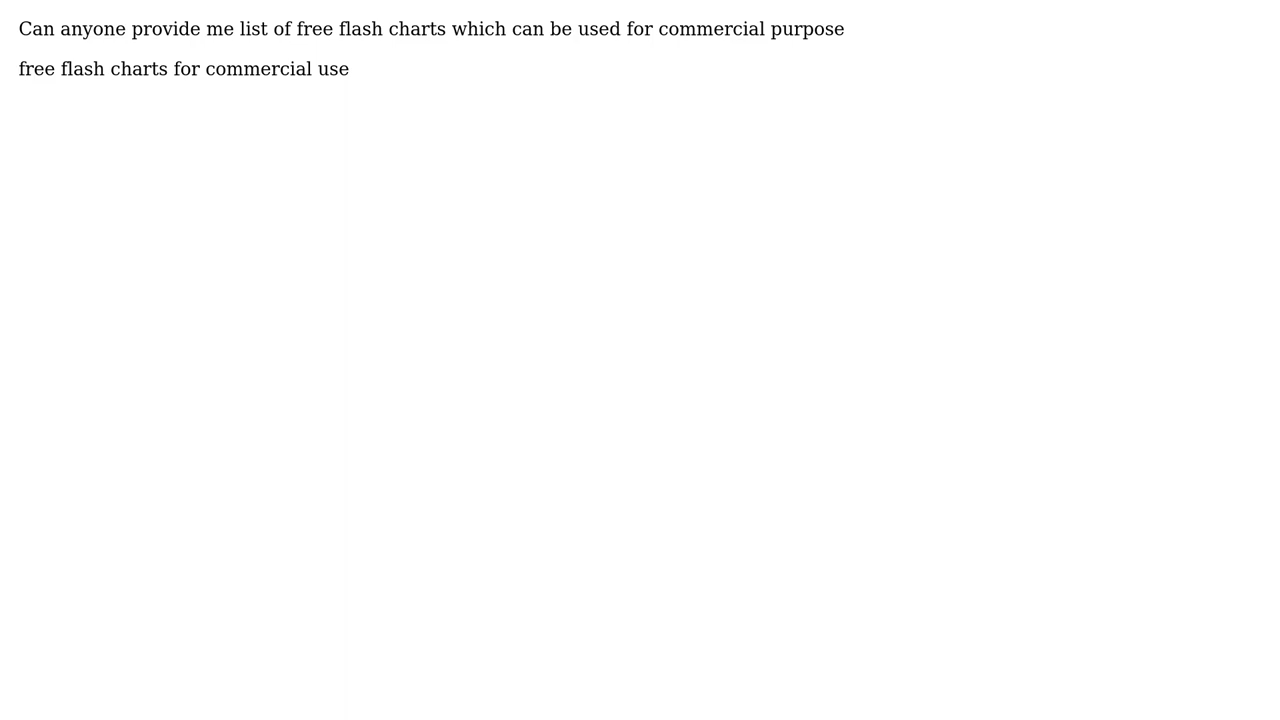 Can anyone provide me list of free flash charts which can be used for commercial purpose
free flash charts for commercial use